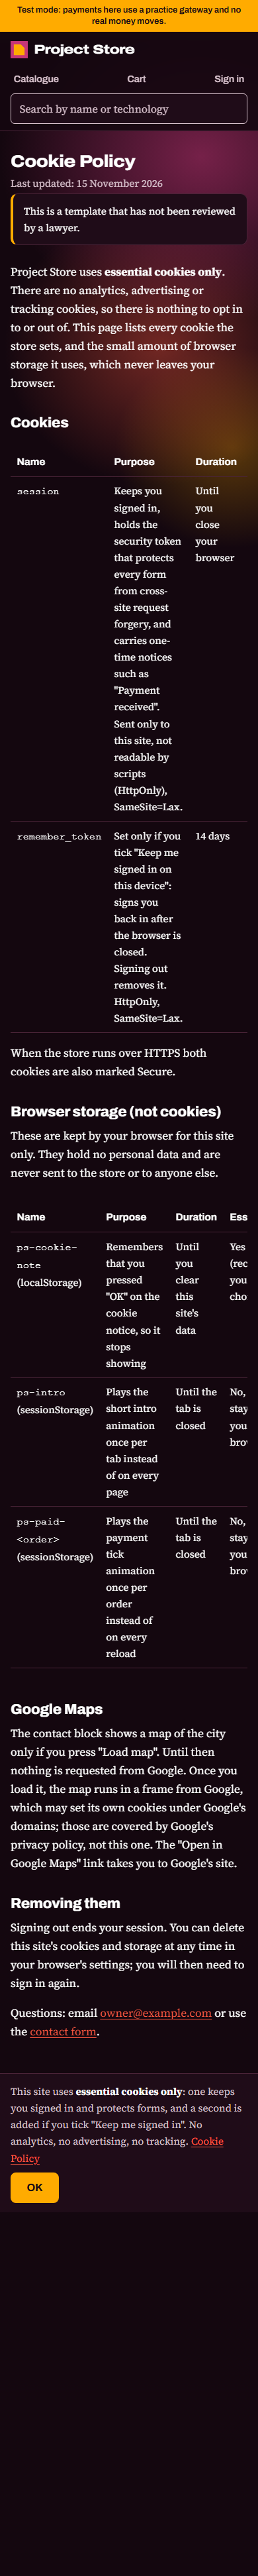 Test mode: payments here use a practice gateway and no
real money moves.
Project Store
Catalogue Cart Sign in
Search by name or technology
Cookie Policy
Last updated: 15 November 2026
This is a template that has not been reviewed
by a lawyer.
Project Store uses essential cookies only.
There are no analytics, advertising or
tracking cookies, so there is nothing to opt in
to or out of. This page lists every cookie the
store sets, and the small amount of browser
storage it uses, which never leaves your
browser.
Cookies
Name Purpose Duration
session Keeps you Until
signed in, you
holds the close
security token your
that protects browser
every form
from cross-
site request
forgery, and
carries one-
time notices
such as
"Payment
received".
Sent only to
this site, not
readable by
scripts
(HttpOnly),
SameSite=Lax.
remember_token Set only if you 14 days
tick "Keep me
signed in on
this device":
signs you
back in after
the browser is
closed.
Signing out
removes it.
HttpOnly,
SameSite=Lax.
When the store runs over HTTPS both
cookies are also marked Secure.
Browser storage (not cookies)
These are kept by your browser for this site
only. They hold no personal data and are
never sent to the store or to anyone else.
Name Purpose Duration Ess
ps-cookie- Remembers Until Yes
note that you you (rec
(localStorage) pressed clear you
"OK" on the this cho
cookie site's
notice, so it data
stops
showing
ps-intro Plays the Until the No,
(sessionStorage) short intro tab is stay
animation closed you
once per brow
tab instead
of on every
page
ps-paid- Plays the Until the No,
<order> payment tab is stay
(sessionStorage) tick closed you
animation brow
once per
order
instead of
on every
reload
Google Maps
The contact block shows a map of the city
only if you press "Load map". Until then
nothing is requested from Google. Once you
load it, the map runs in a frame from Google,
which may set its own cookies under Google's
domains; those are covered by Google's
privacy policy, not this one. The "Open in
Google Maps" link takes you to Google's site.
Removing them
Signing out ends your session. You can delete
this site's cookies and storage at any time in
your browser's settings; you will then need to
sign in again.
Questions: email owner@example.com or use
the contact form.
This site uses essential cookies only: one keeps
you signed in and protects forms, and a second is
added if you tick "Keep me signed in". No
analytics, no advertising, no tracking. Cookie
Policy
OK